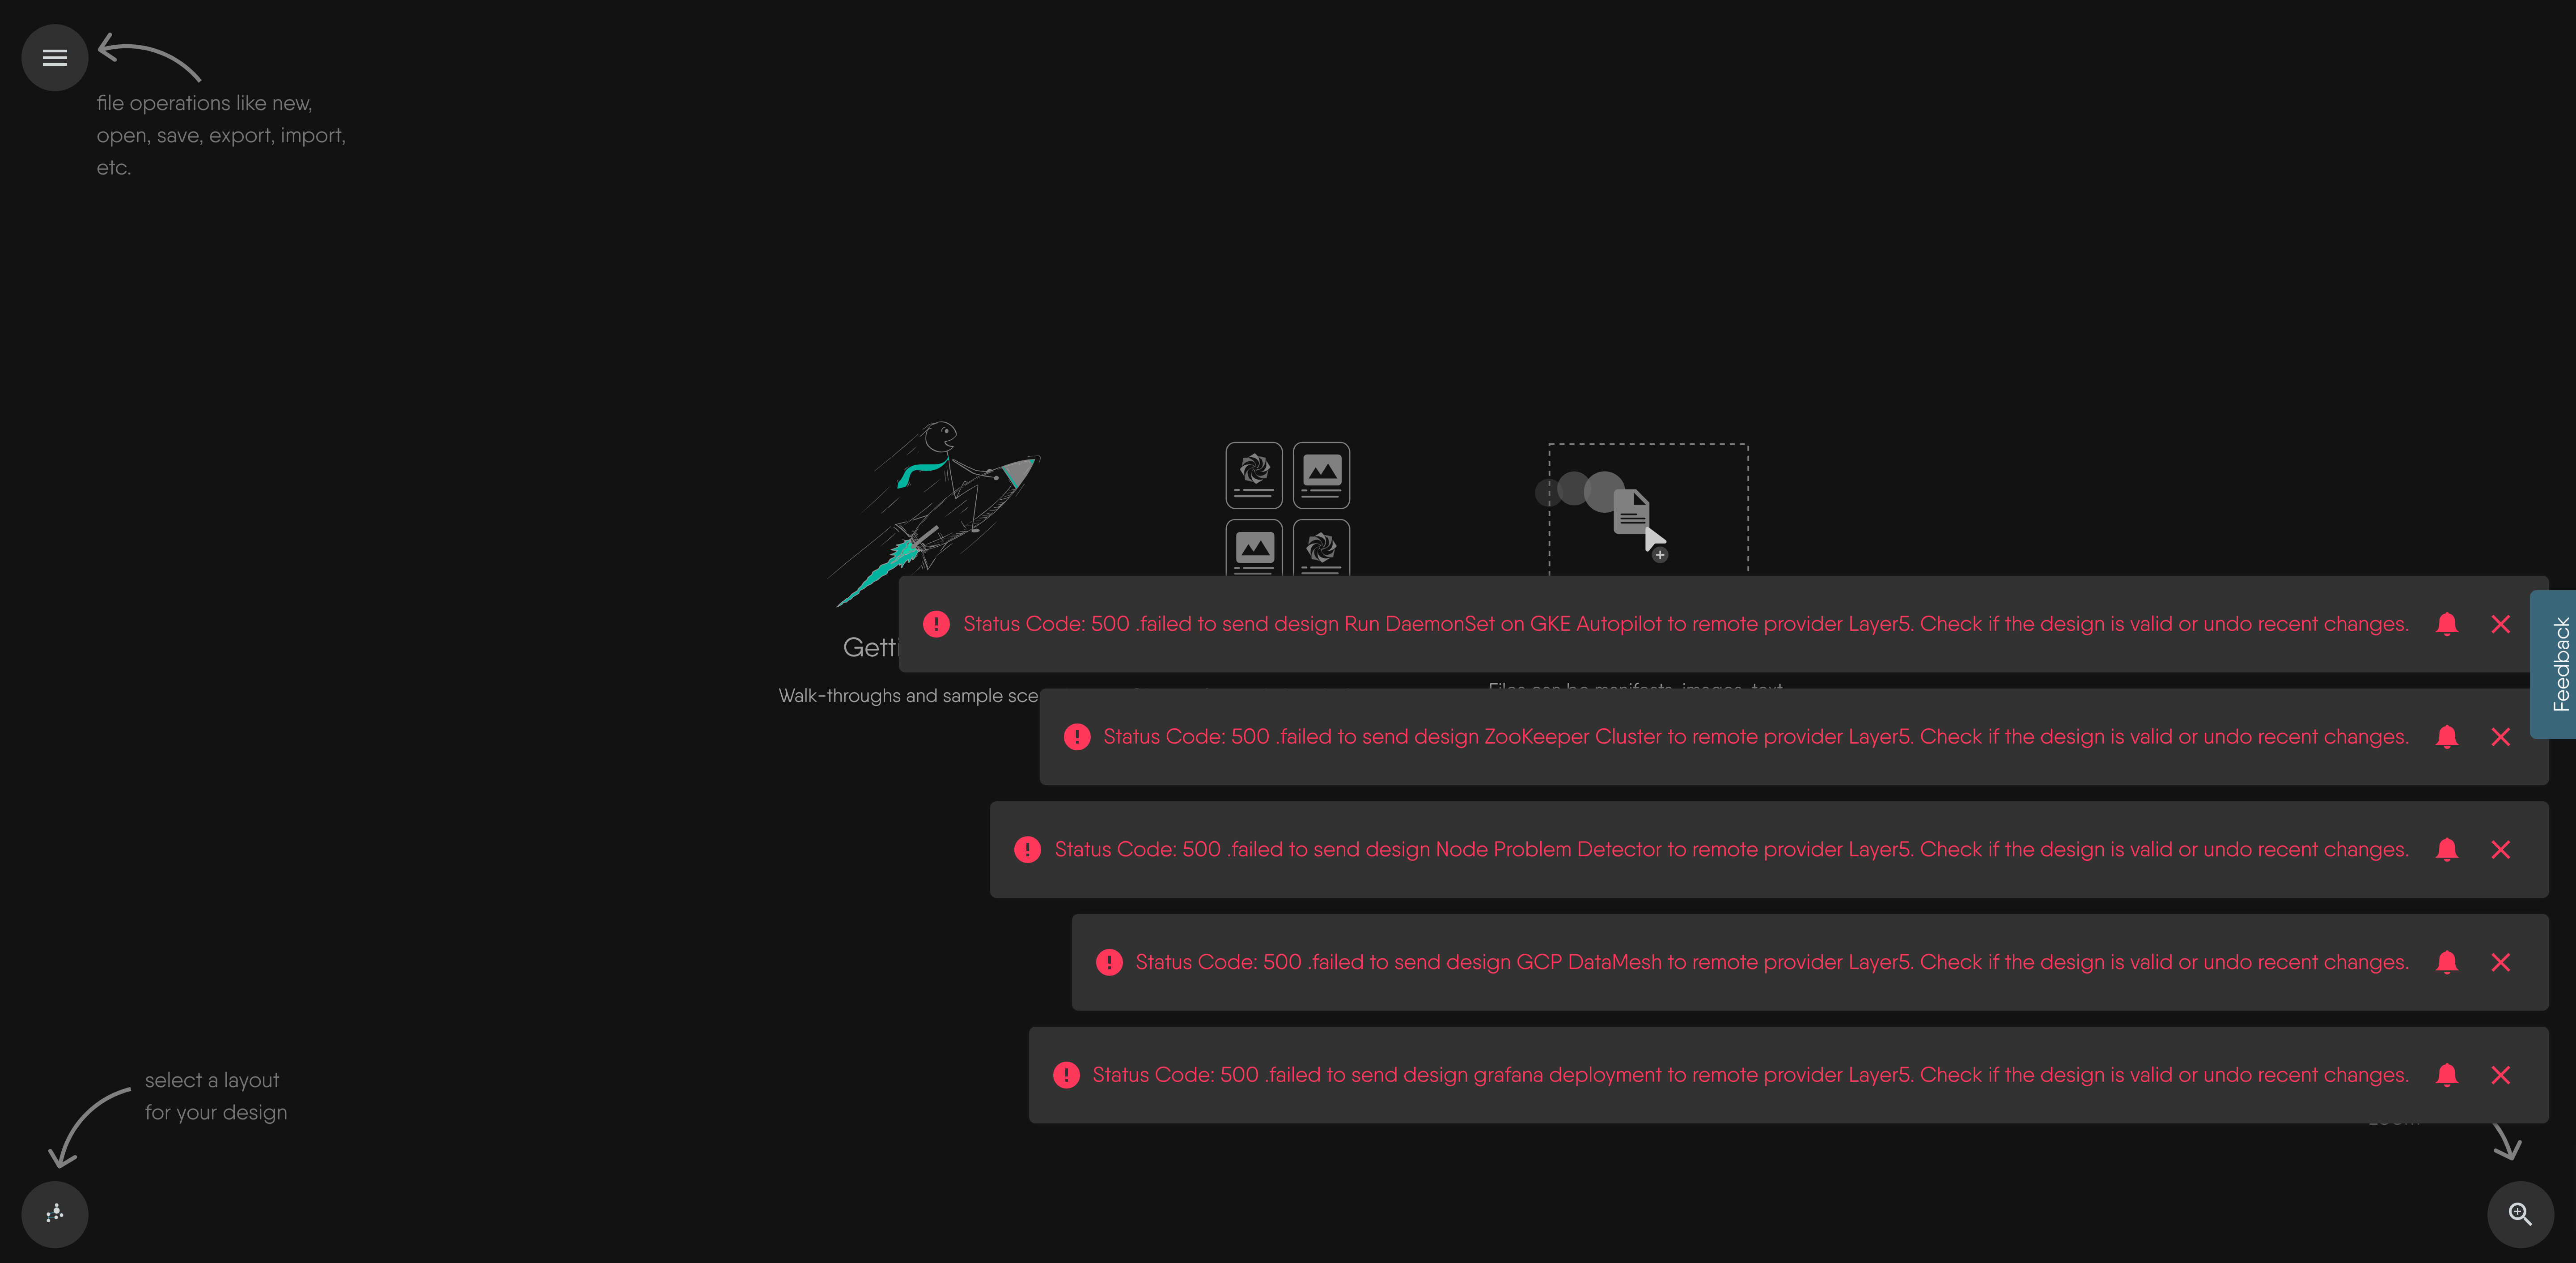 file operations like new,
open, save, export, import,
etc.
Status Code: 500 .failed to send design Run DaemonSet on GKE Autopilot to remote provider Layer5. Check if the design is valid or undo recent changes.
Feedback
Walk-throughs and sample
Files can be manifests, images, text
Status Code: 500 .failed to send design ZooKeeper Cluster to remote provider Layer5. Check if the design is valid or undo recent changes.
Status Code: 500 .failed to send design Node Problem Detector to remote provider Layer5. Check if the design is valid or undo recent changes.
Status Code: 500 .failed to send design GCP DataMesh to remote provider Layer5. Check if the design is valid or undo recent changes.
Status Code: 500 .failed to send design grafana deployment to remote provider Layer5. Check if the design is valid or undo recent changes.
select a layout
for your design